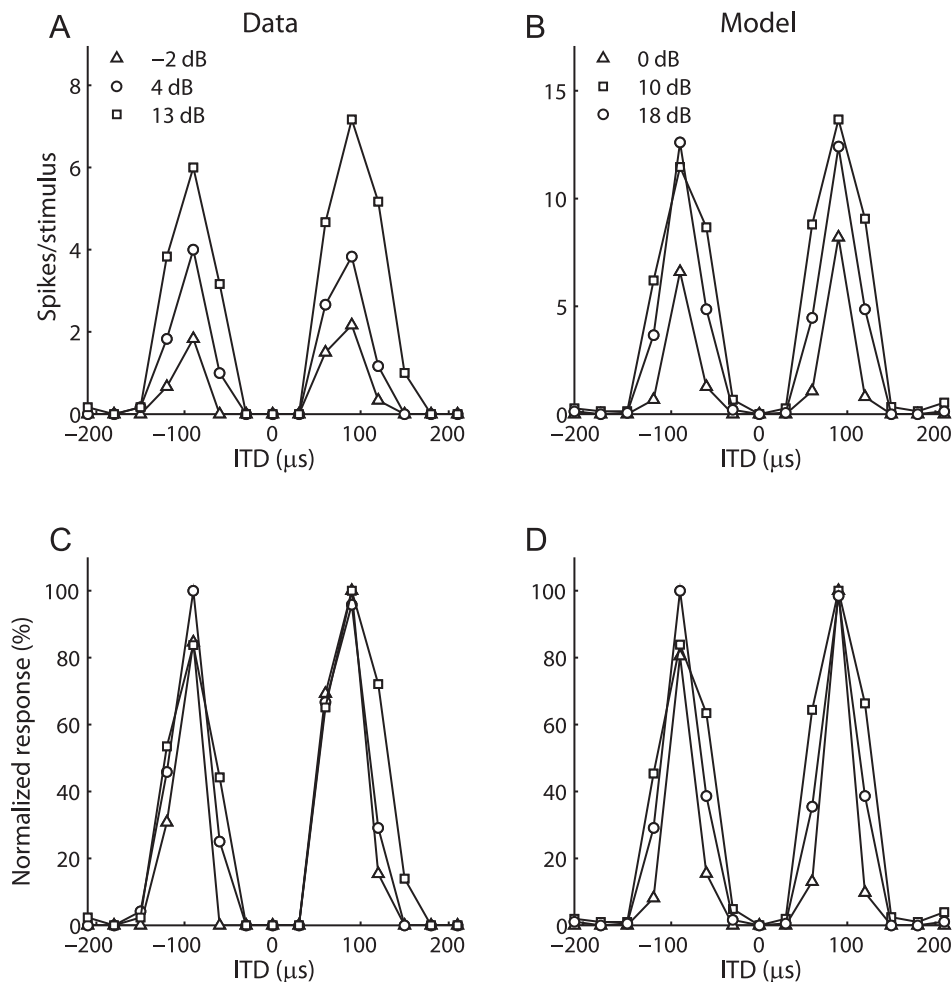 A
Data
−2 dB
4 dB
13 dB
8
6
4
2
0
Spikes/stimulus
−200
−100
0
100
200
ITD (μs)
B
Model
0 dB
10 dB
18 dB
15
10
5
0
−200
−100
0
100
200
ITD (μs)
C
100
80
60
40
20
0
Normalized response (%)
−200
−100
0
100
200
ITD (μs)
D
100
80
60
40
20
0
−200
−100
0
100
200
ITD (μs)